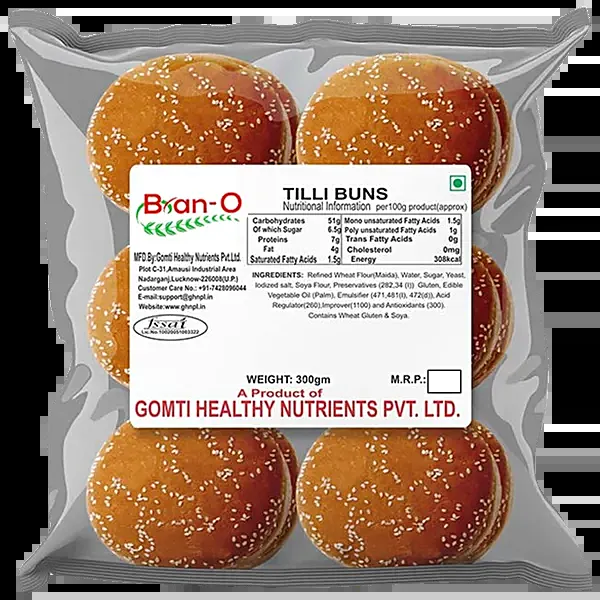 Bran-O
TILLI BUNS
Nutritional Information per100g product(approx)
Carbohydrates 51g Mono unsaturated Fatty Acids 1.5g
Of which Sugar 6.5g Poly unsaturated Fatty Acids 1g
Proteins 7g Trans Fatty Acids 0g
Fat 4g Cholesterol 0mg
Saturated Fatty Acids 1.5g Energy 308kcal
MFD.By:Gomti Healthy Nutrients Pvt.Ltd.
Plot C-31,Amausi Industrial Area
Nadarganj,Lucknow-226008(U.P.)
Customer Care No.: +91-7428096044
E-mail:support@ghnpl.in
Website:www.ghnpl.in
fssai
Lic.No.10020051003322
INGREDIENTS: Refined Wheat Flour(Maida), Water, Sugar, Yeast,
Iodized salt, Soya Flour, Preservatives (282,34 (I)) Gluten, Edible
Vegetable Oil (Palm), Emulsifier (471,481(I), 472(d)), Acid
Regulator(260),Improver(1100) and Antioxidants (300).
Contains Wheat Gluten & Soya.
WEIGHT: 300gm M.R.P.:
A Product of
GOMTI HEALTHY NUTRIENTS PVT. LTD.